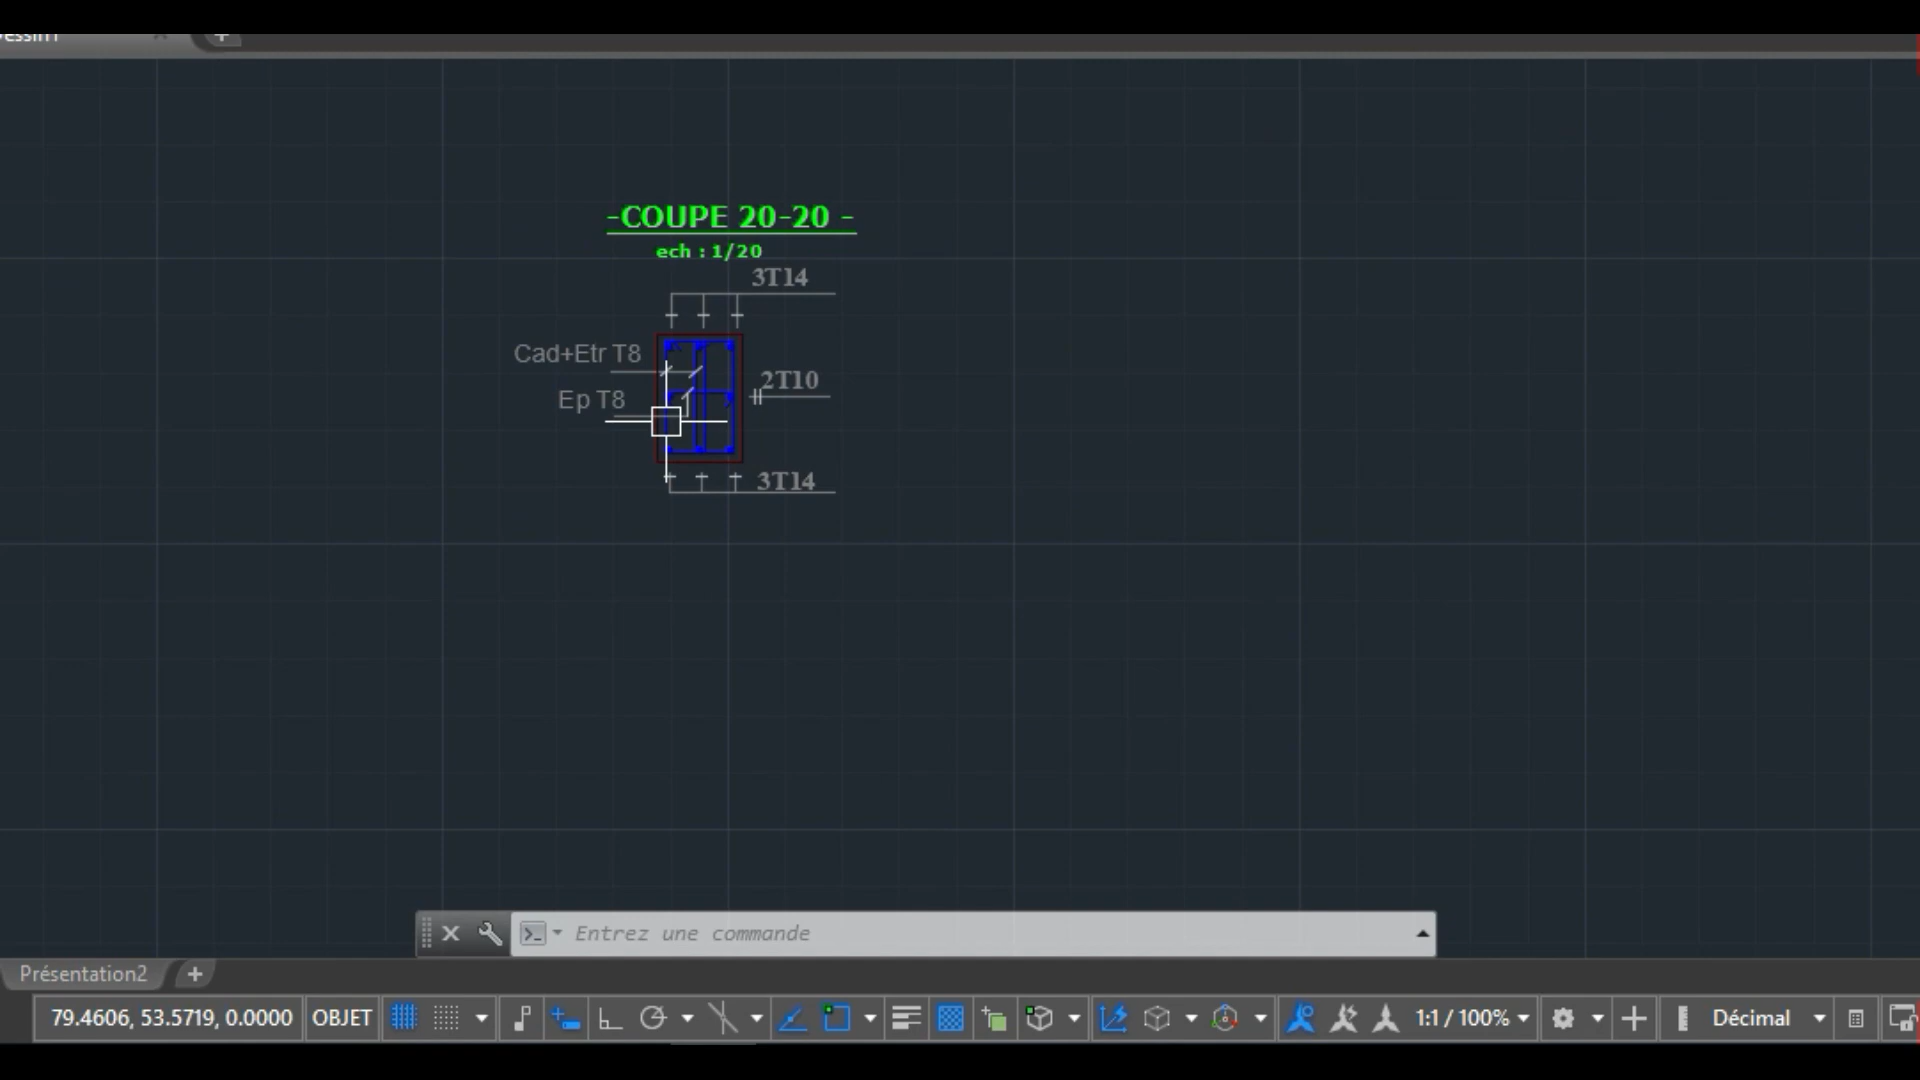 -COUPE 20-20 -
ech : 1/20
3T14
Cad+Etr T8
2T10
Ep T8
3T14
Entrez une commande
Présentation2
79.4606, 53.5719, 0.0000 OBJET 1:1 / 100% Décimal